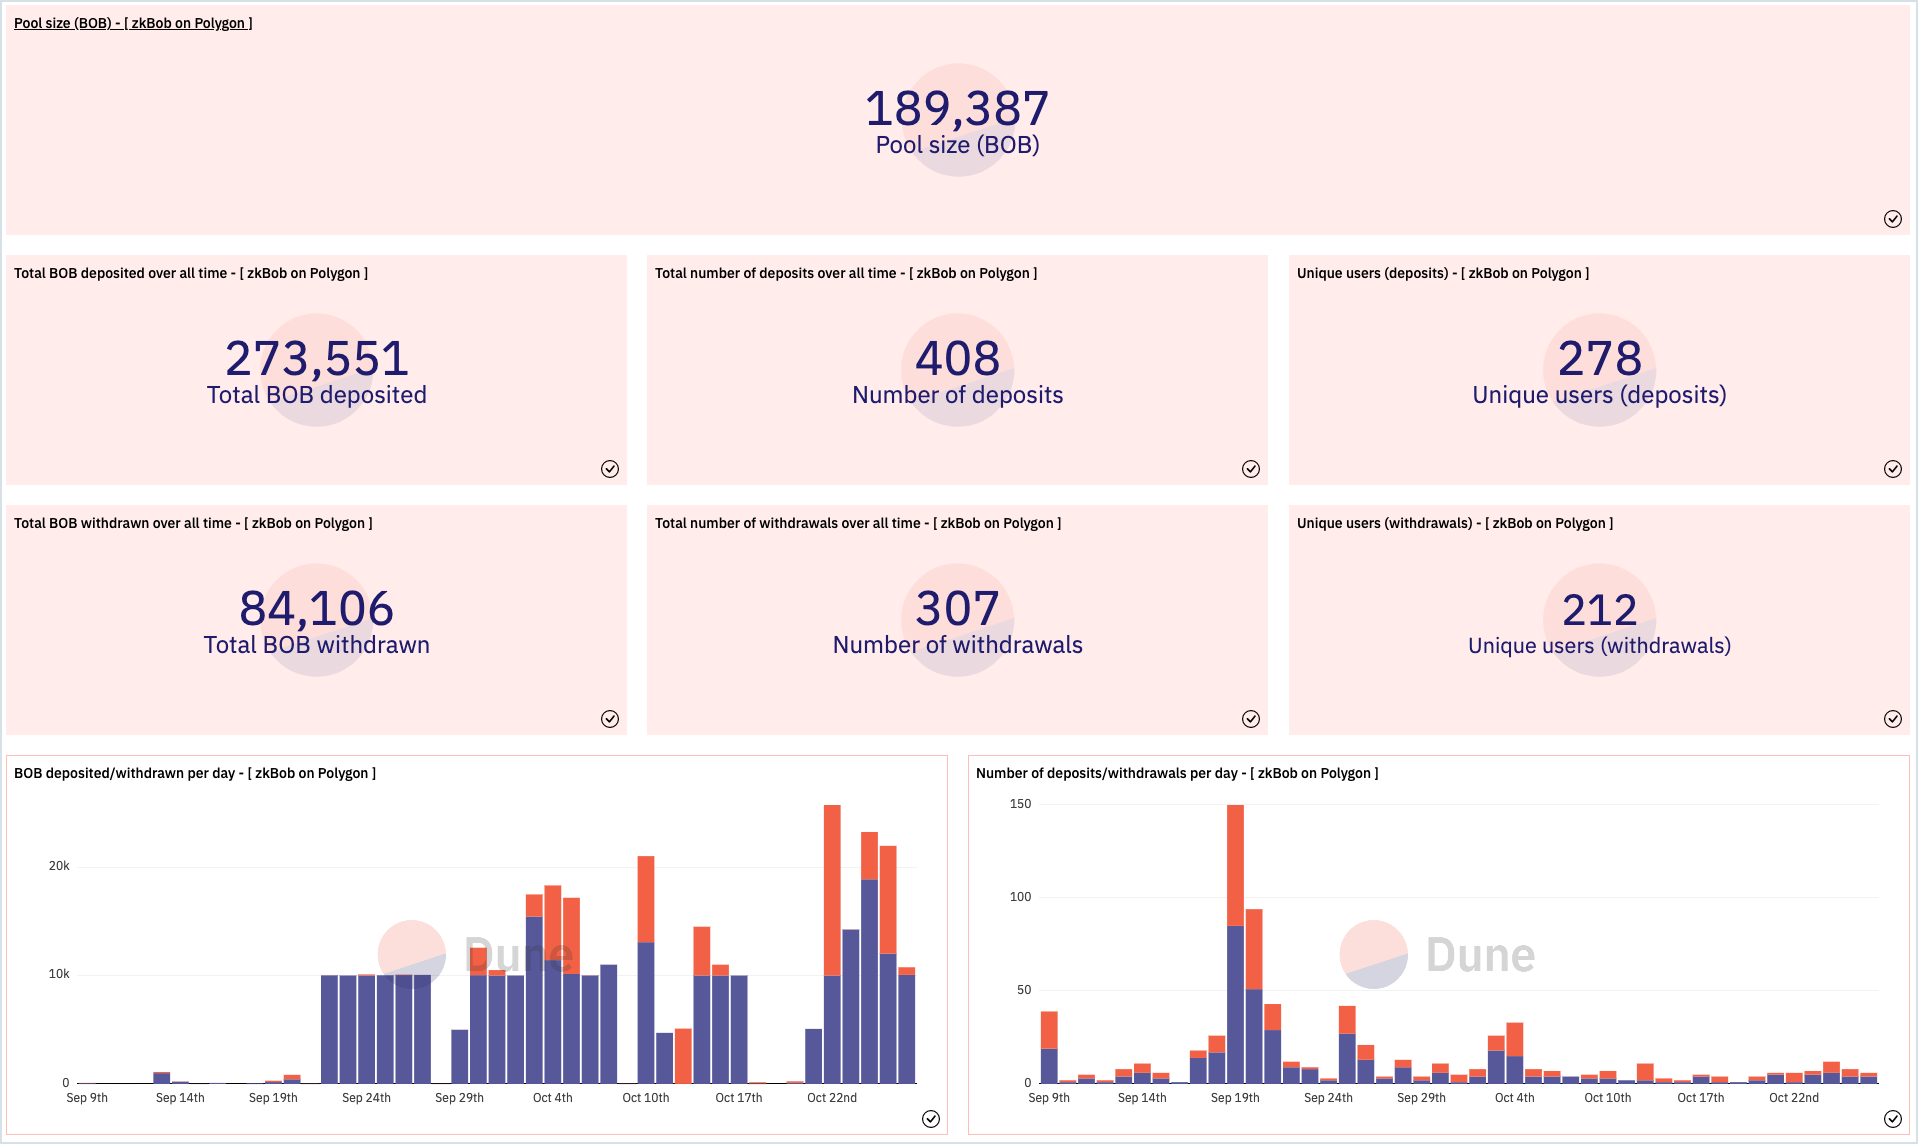 Pool size (BOB) - [ zkBob on Polygon ]
189,387
Pool size (BOB)
Total BOB deposited over all time - [ zkBob on Polygon ]
273,551
Total BOB deposited
Total number of deposits over all time - [ zkBob on Polygon ]
408
Number of deposits
Unique users (deposits) - [ zkBob on Polygon ]
278
Unique users (deposits)
Total BOB withdrawn over all time - [ zkBob on Polygon ]
84,106
Total BOB withdrawn
Total number of withdrawals over all time - [ zkBob on Polygon ]
307
Number of withdrawals
Unique users (withdrawals) - [ zkBob on Polygon ]
212
Unique users (withdrawals)
BOB deposited/withdrawn per day - [ zkBob on Polygon ]
20k
10k
0
Dune
Sep 9th Sep 14th Sep 19th Sep 24th Sep 29th Oct 4th Oct 10th Oct 17th Oct 22nd
Number of deposits/withdrawals per day - [ zkBob on Polygon ]
150
100
50
0
Dune
Sep 9th Sep 14th Sep 19th Sep 24th Sep 29th Oct 4th Oct 10th Oct 17th Oct 22nd